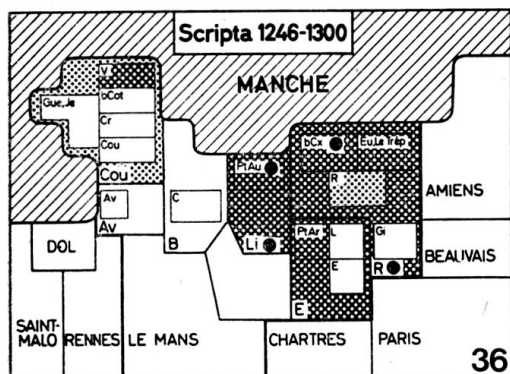 Scripta 1246-1300
MANCHE
V
Gue,Je
bCot
Cr
Cou
Cou
PtAu
bCx
Eu,Le Trép
R
AMIENS
Av
Av
C
B
DOL
Li
PtAr
L
Gi
E
R
E
BEAUVAIS
SAINT-
MALO
RENNES
LE MANS
CHARTRES
PARIS
36